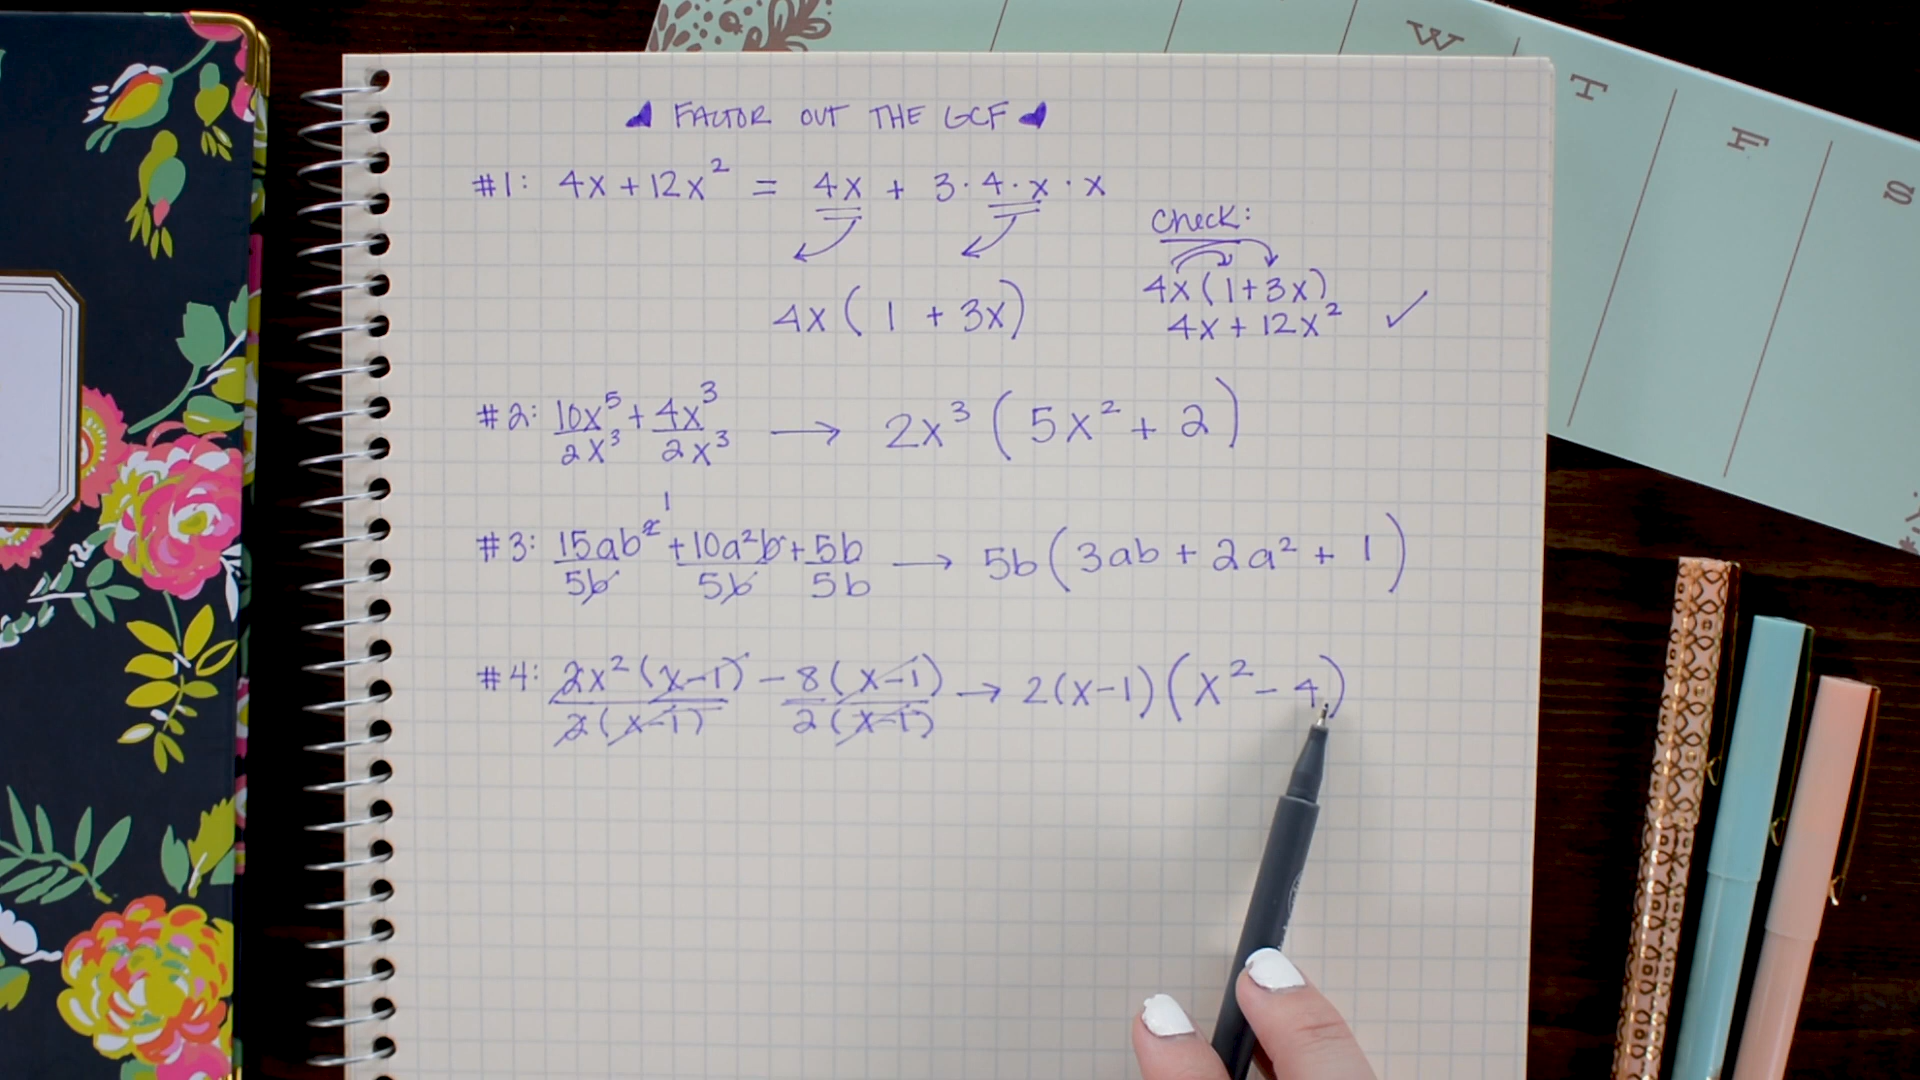 W
T
F
S
FACTOR OUT THE GCF
#1: 4x + 12x² = 4x + 3 · 4 · x · x
4x ( 1 + 3x )
Check:
4x ( 1 + 3x )
4x + 12x² ✓
#2: 10x⁵/2x³ + 4x³/2x³ → 2x³ ( 5x² + 2 )
1
#3: 15ab²/5b + 10a²b/5b + 5b/5b → 5b ( 3ab + 2a² + 1 )
#4: 2x² (x-1)/2(x-1) - 8(x-1)/2(x-1) → 2(x-1) ( x² - 4 )